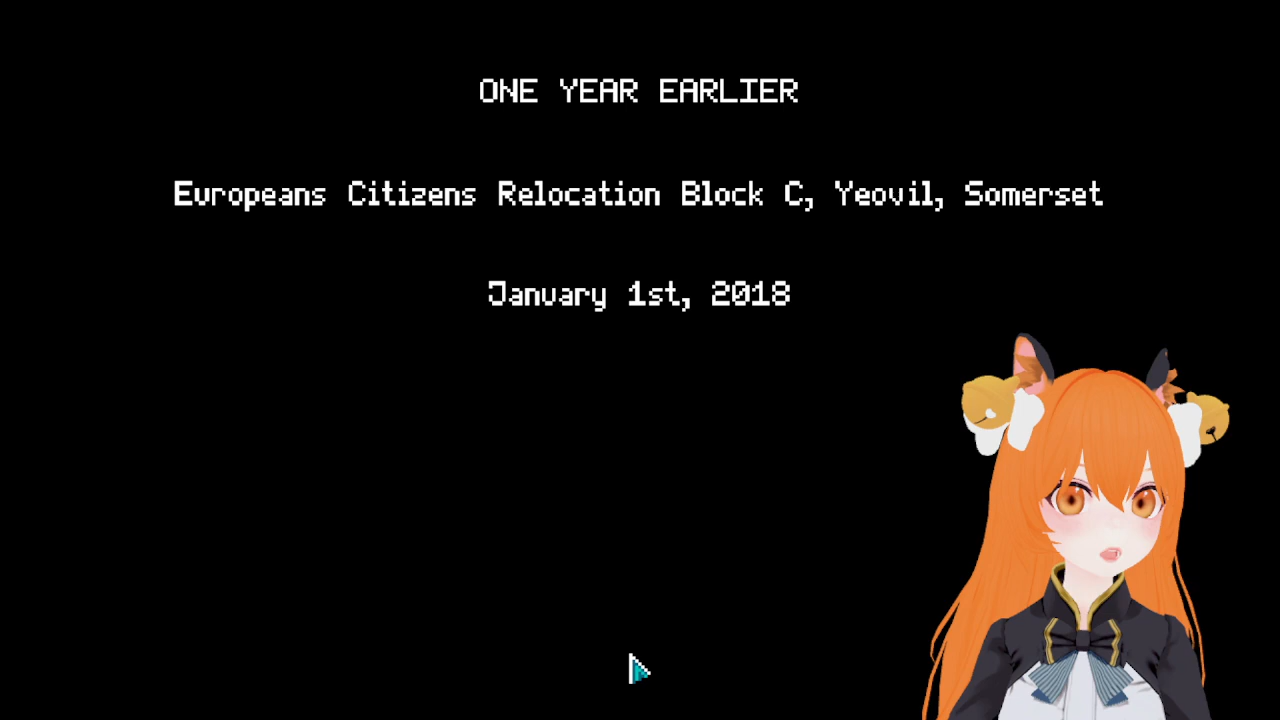 ONE YEAR EARLIER
Europeans Citizens Relocation Block C, Yeovil, Somerset
January 1st, 2018